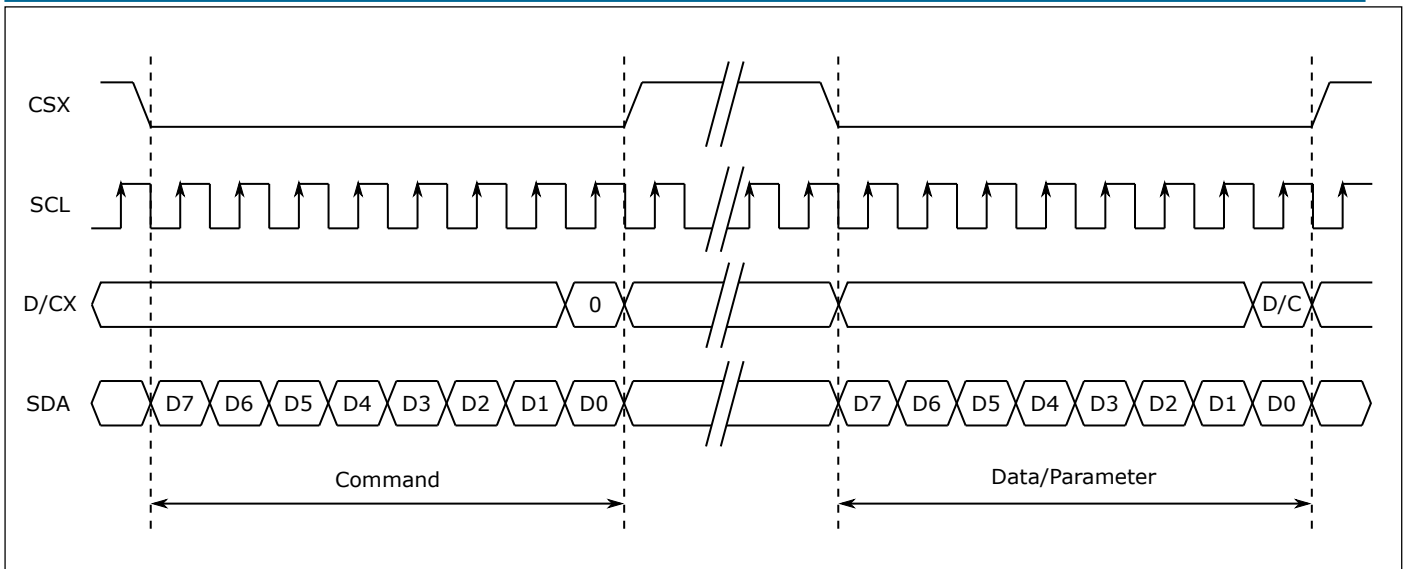 CSX
SCL
D/CX 0 D/C
SDA D7 D6 D5 D4 D3 D2 D1 D0 D7 D6 D5 D4 D3 D2 D1 D0
Command Data/Parameter